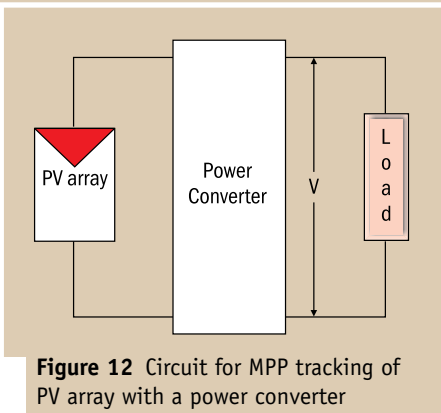 PV array
Power
Converter
V
L
o
a
d
Figure 12 Circuit for MPP tracking of
PV array with a power converter